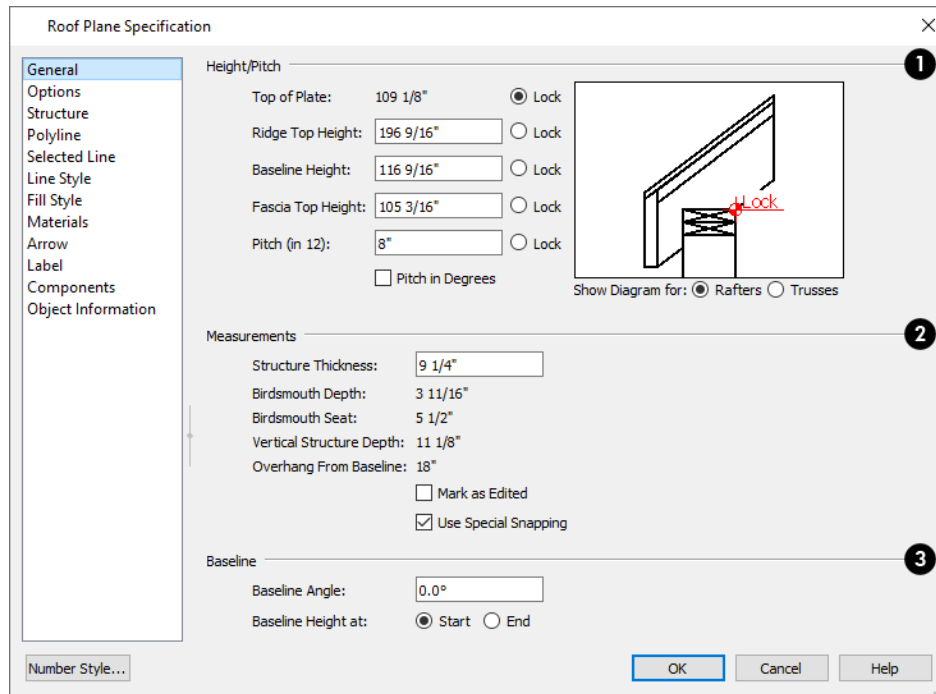 Roof Plane Specification
General
Options
Structure
Polyline
Selected Line
Line Style
Fill Style
Materials
Arrow
Label
Components
Object Information
Height/Pitch
1
Top of Plate: 109 1/8" Lock
Ridge Top Height: 196 9/16" Lock
Baseline Height: 116 9/16" Lock
Fascia Top Height: 105 3/16" Lock
Pitch (in 12): 8" Lock
Pitch in Degrees
Lock
Show Diagram for: Rafters Trusses
Measurements
2
Structure Thickness: 9 1/4"
Birdsmouth Depth: 3 11/16"
Birdsmouth Seat: 5 1/2"
Vertical Structure Depth: 11 1/8"
Overhang From Baseline: 18"
Mark as Edited
Use Special Snapping
Baseline
3
Baseline Angle: 0.0°
Baseline Height at: Start End
Number Style... OK Cancel Help